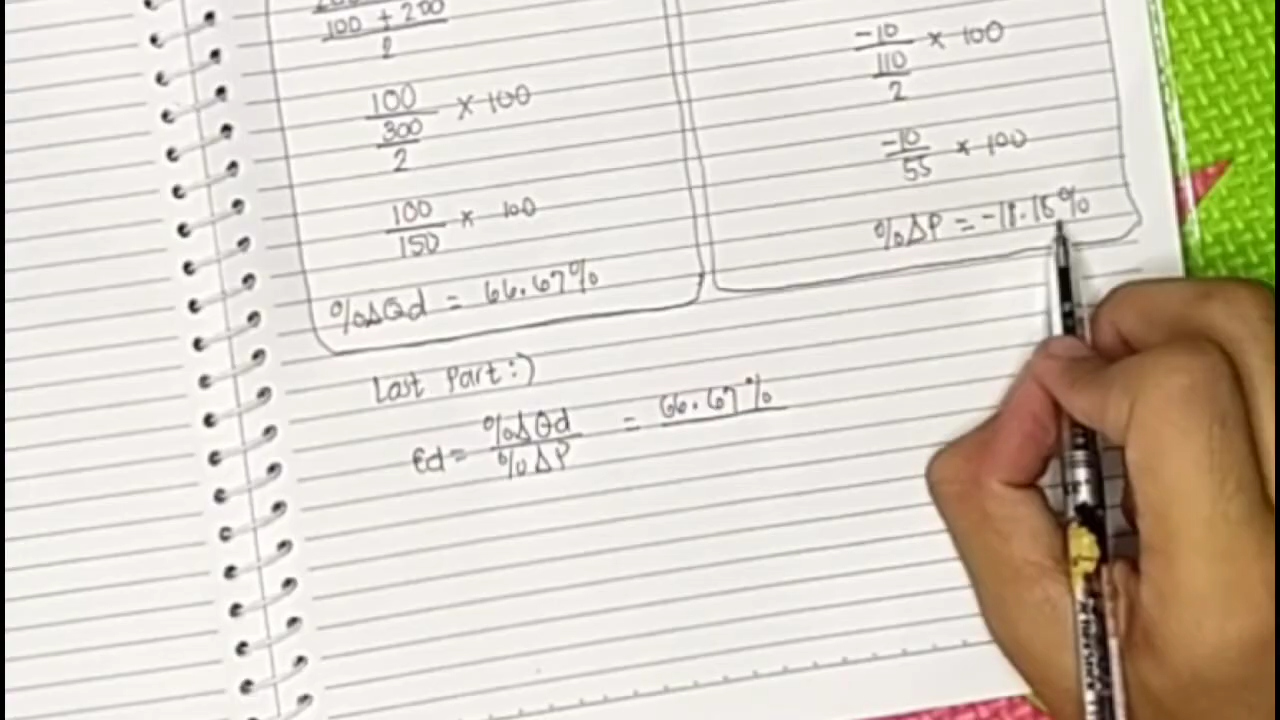 100 + 200
2
100
300
2
× 100
100
150
× 100
%ΔQd = 66.67%
-10
110
2
× 100
-10
55
× 100
%ΔP = -18.18%
Last Part:)
Ed = %ΔQd
%ΔP
= 66.67%